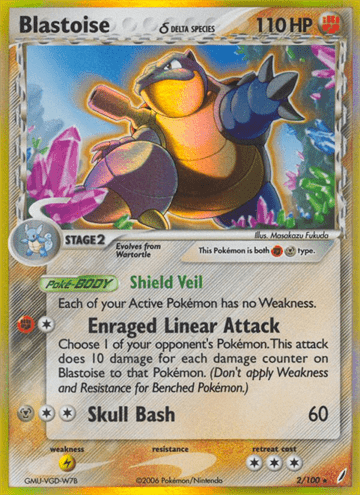 Blastoise δ DELTA SPECIES 110 HP
Illus. Masakazu Fukuda
STAGE 2 Evolves from
Wartortle
This Pokémon is both type.
Poké-BODY Shield Veil
Each of your Active Pokémon has no Weakness.
Enraged Linear Attack
Choose 1 of your opponent's Pokémon. This attack
does 10 damage for each damage counter on
Blastoise to that Pokémon. (Don't apply Weakness
and Resistance for Benched Pokémon.)
Skull Bash 60
weakness resistance retreat cost
GMU-VGD-W7B ©2006 Pokémon/Nintendo 2/100 ★